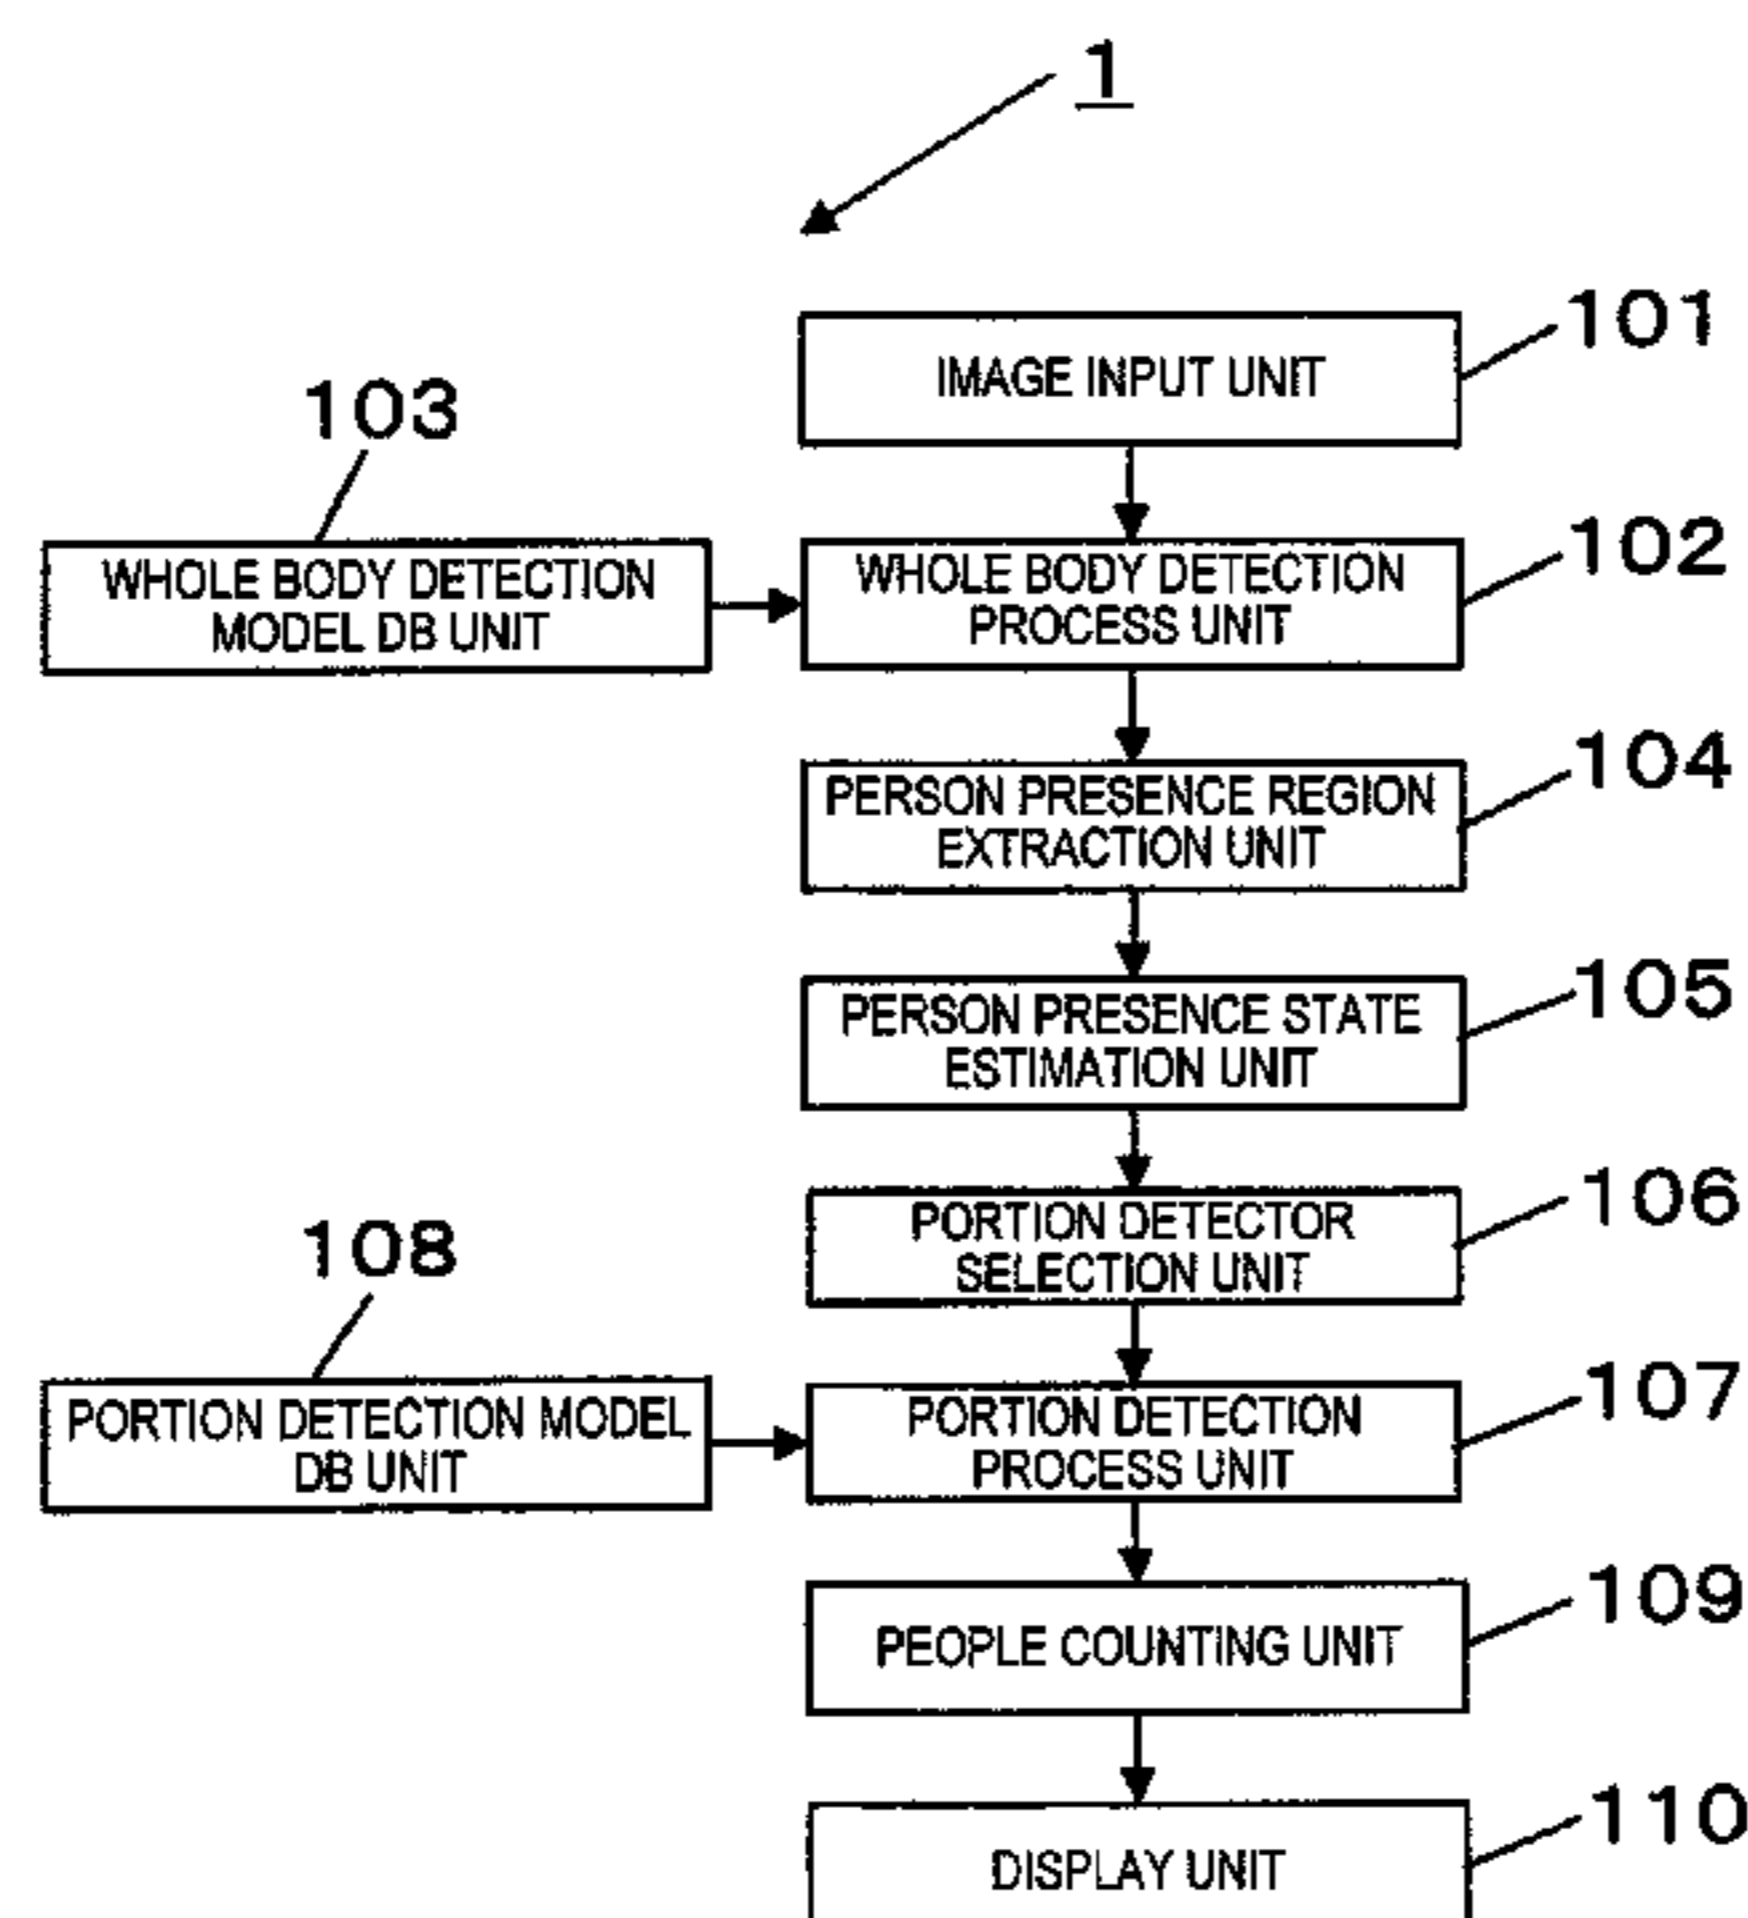 1
IMAGE INPUT UNIT
101
103
WHOLE BODY DETECTION
MODEL DB UNIT
WHOLE BODY DETECTION
PROCESS UNIT
102
PERSON PRESENCE REGION
EXTRACTION UNIT
104
PERSON PRESENCE STATE
ESTIMATION UNIT
105
PORTION DETECTOR
SELECTION UNIT
106
108
PORTION DETECTION MODEL
DB UNIT
PORTION DETECTION
PROCESS UNIT
107
PEOPLE COUNTING UNIT
109
DISPLAY UNIT
110